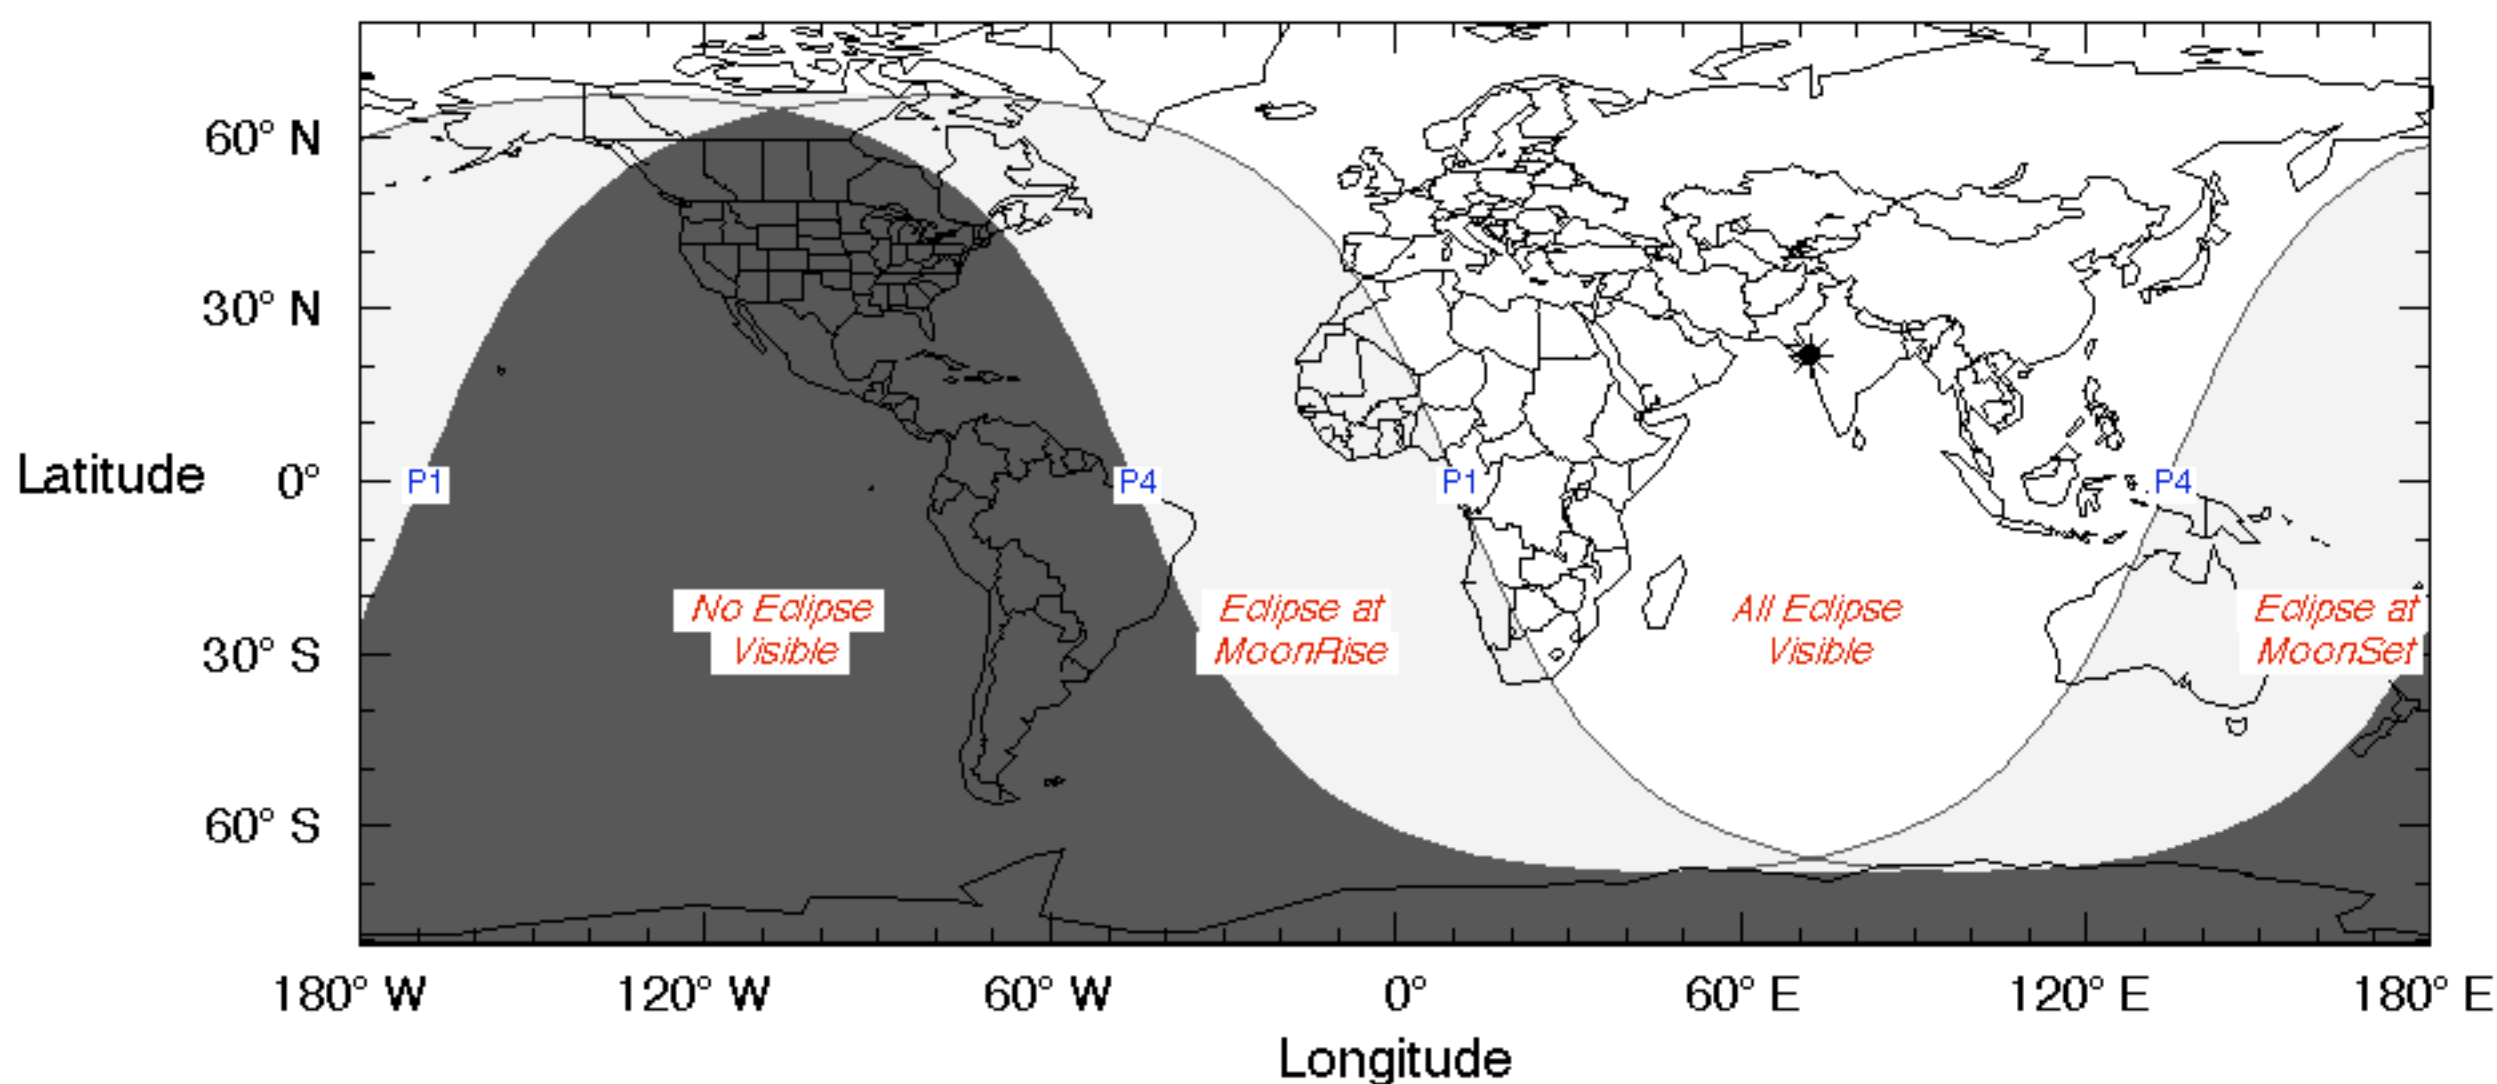 60° N
30° N
Latitude 0°
P1 P4 P1 P4
No Eclipse
Visible
Eclipse at
MoonRise
All Eclipse
Visible
Eclipse at
MoonSet
30° S
60° S
180° W 120° W 60° W 0° 60° E 120° E 180° E
Longitude